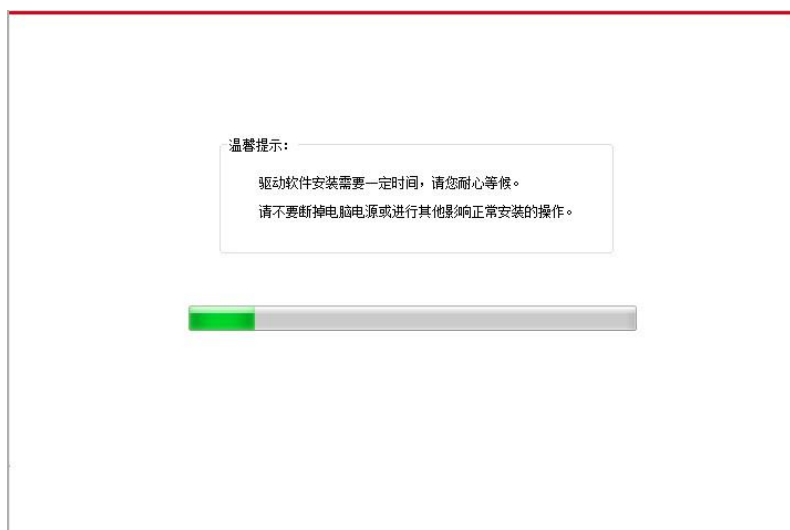 温馨提示：
驱动软件安装需要一定时间，请您耐心等候。
请不要断掉电脑电源或进行其他影响正常安装的操作。